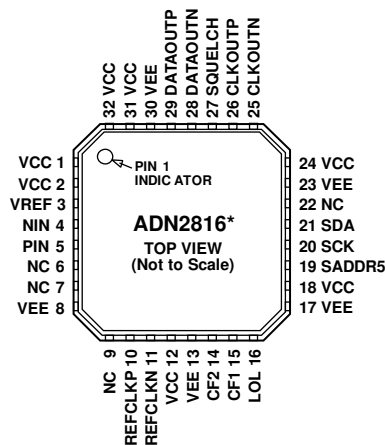 32 VCC
31 VCC
30 VEE
29 DATAOUTP
28 DATAOUTN
27 SQUELCH
26 CLKOUTP
25 CLKOUTN
VCC 1
VCC 2
VREF 3
NIN 4
PIN 5
NC 6
NC 7
VEE 8
PIN 1
INDIC ATOR
ADN2816*
TOP VIEW
(Not to Scale)
24 VCC
23 VEE
22 NC
21 SDA
20 SCK
19 SADDR5
18 VCC
17 VEE
NC 9
REFCLKP 10
REFCLKN 11
VCC 12
VEE 13
CF2 14
CF1 15
LOL 16